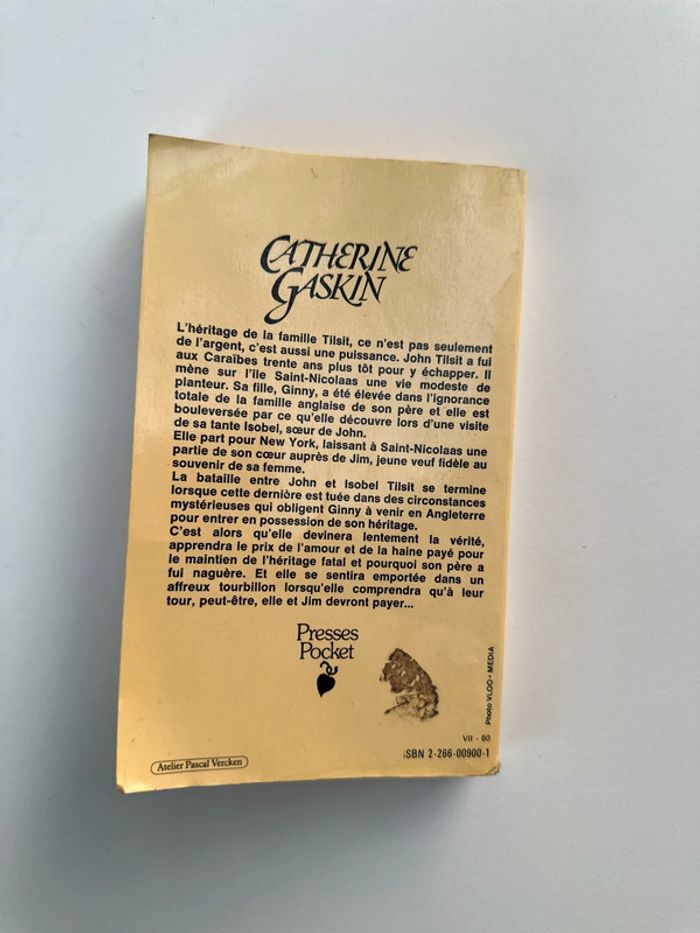 CATHERINE
GASKIN
L'héritage de la famille Tilsit, ce n'est pas seulement
de l'argent, c'est aussi une puissance. John Tilsit a fui
aux Caraïbes trente ans plus tôt pour y échapper. Il
mène sur l'île Saint-Nicolaas une vie modeste de
planteur. Sa fille, Ginny, a été élevée dans l'ignorance
totale de la famille anglaise de son père et elle est
bouleversée par ce qu'elle découvre lors d'une visite
de sa tante Isobel, sœur de John.
Elle part pour New York, laissant à Saint-Nicolaas une
partie de son cœur auprès de Jim, jeune veuf fidèle au
souvenir de sa femme.
La bataille entre John et Isobel Tilsit se termine
lorsque cette dernière est tuée dans des circonstances
mystérieuses qui obligent Ginny à venir en Angleterre
pour entrer en possession de son héritage.
C'est alors qu'elle devinera lentement la vérité,
apprendra le prix de l'amour et de la haine payé pour
le maintien de l'héritage fatal et pourquoi son père a
fui naguère. Et elle se sentira emportée dans un
affreux tourbillon lorsqu'elle comprendra qu'à leur
tour, peut-être, elle et Jim devront payer...
Presses
Pocket
Photo VLOO - MEDIA
VII - 80
ISBN 2-266-00900-1
Atelier Pascal Vercken